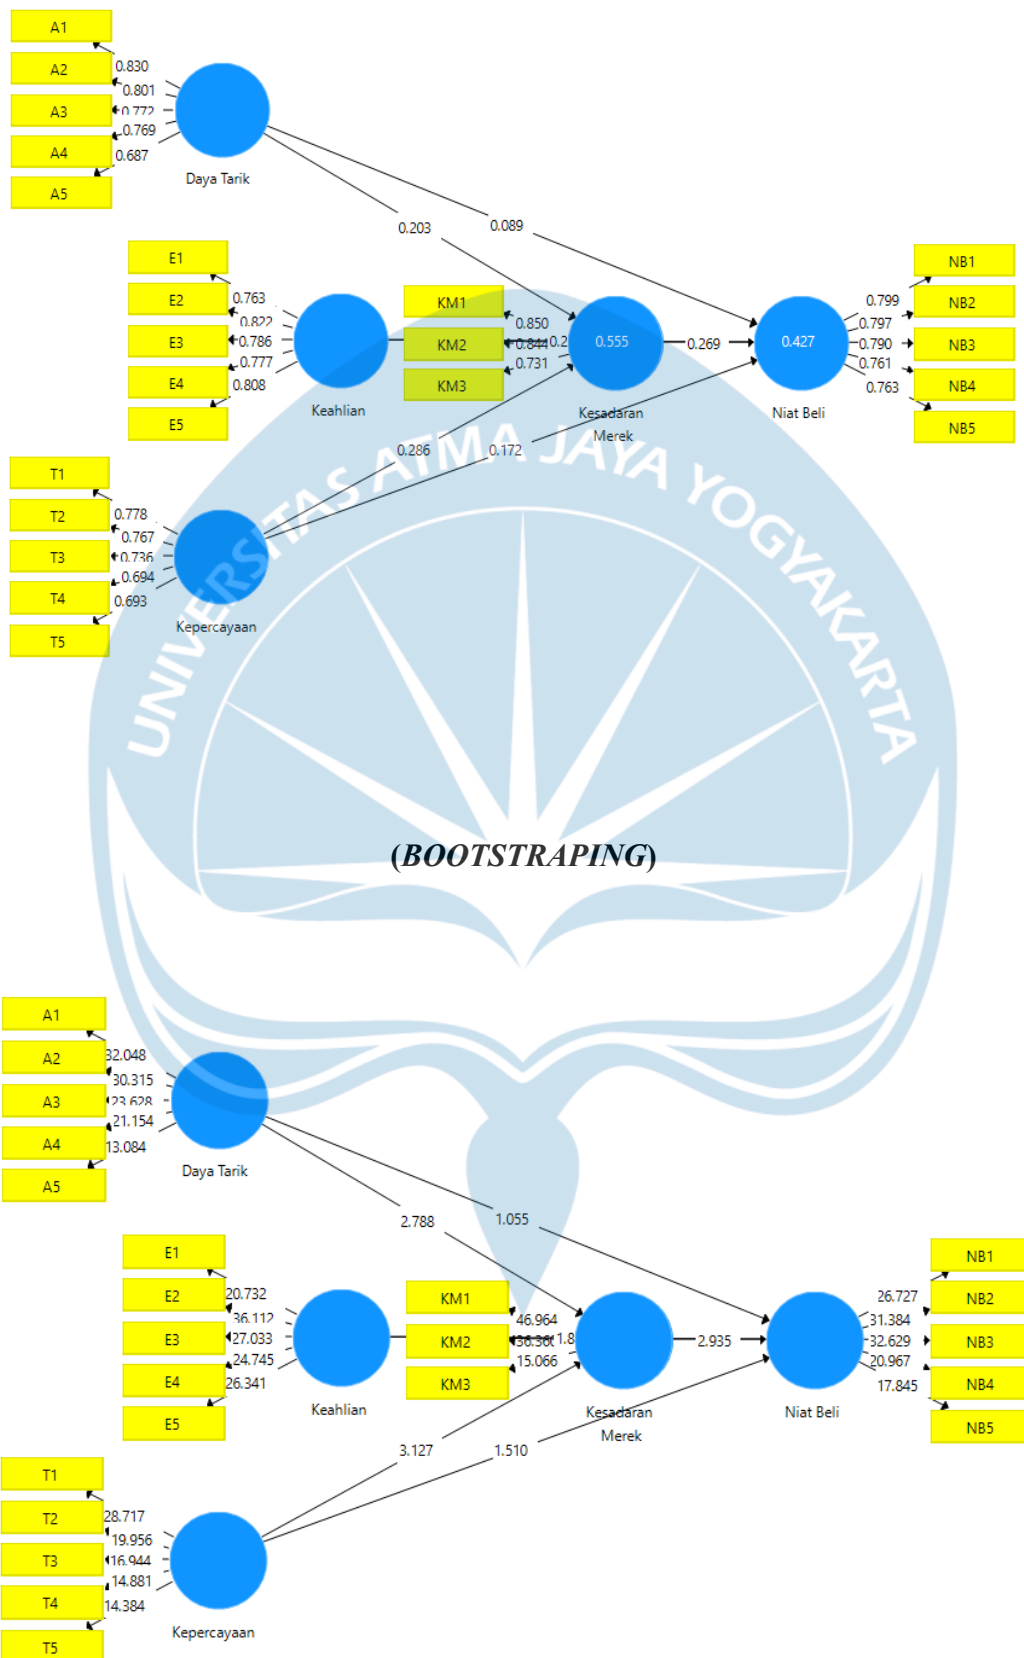 A1
0.830
A2
0.801
A3
0.772
A4
0.769
0.687
A5
Daya Tarik
0.203
0.089
E1
0.763
E2
0.822
E3
0.786
E4
0.777
0.808
E5
Keahlian
KM1
0.850
KM2
0.844
KM3
0.731
0.555
Kesadaran
Merek
0.269
0.427
Niat Beli
NB1
0.799
NB2
0.797
NB3
0.790
NB4
0.761
0.763
NB5
0.286
0.172
T1
0.778
T2
0.767
T3
0.736
T4
0.694
0.693
T5
Kepercayaan
UNIVERSITAS ATMA JAYA YOGYAKARTA
(BOOTSTRAPING)
A1
32.048
A2
30.315
A3
23.628
A4
21.154
13.084
A5
Daya Tarik
2.788
1.055
E1
20.732
E2
36.112
E3
27.033
E4
24.745
26.341
E5
Keahlian
KM1
46.964
KM2
KM3
15.066
Kesadaran
Merek
2.935
Niat Beli
NB1
26.727
NB2
31.384
NB3
32.629
NB4
20.967
17.845
NB5
3.127
1.510
T1
28.717
T2
19.956
T3
16.944
T4
14.881
14.384
T5
Kepercayaan